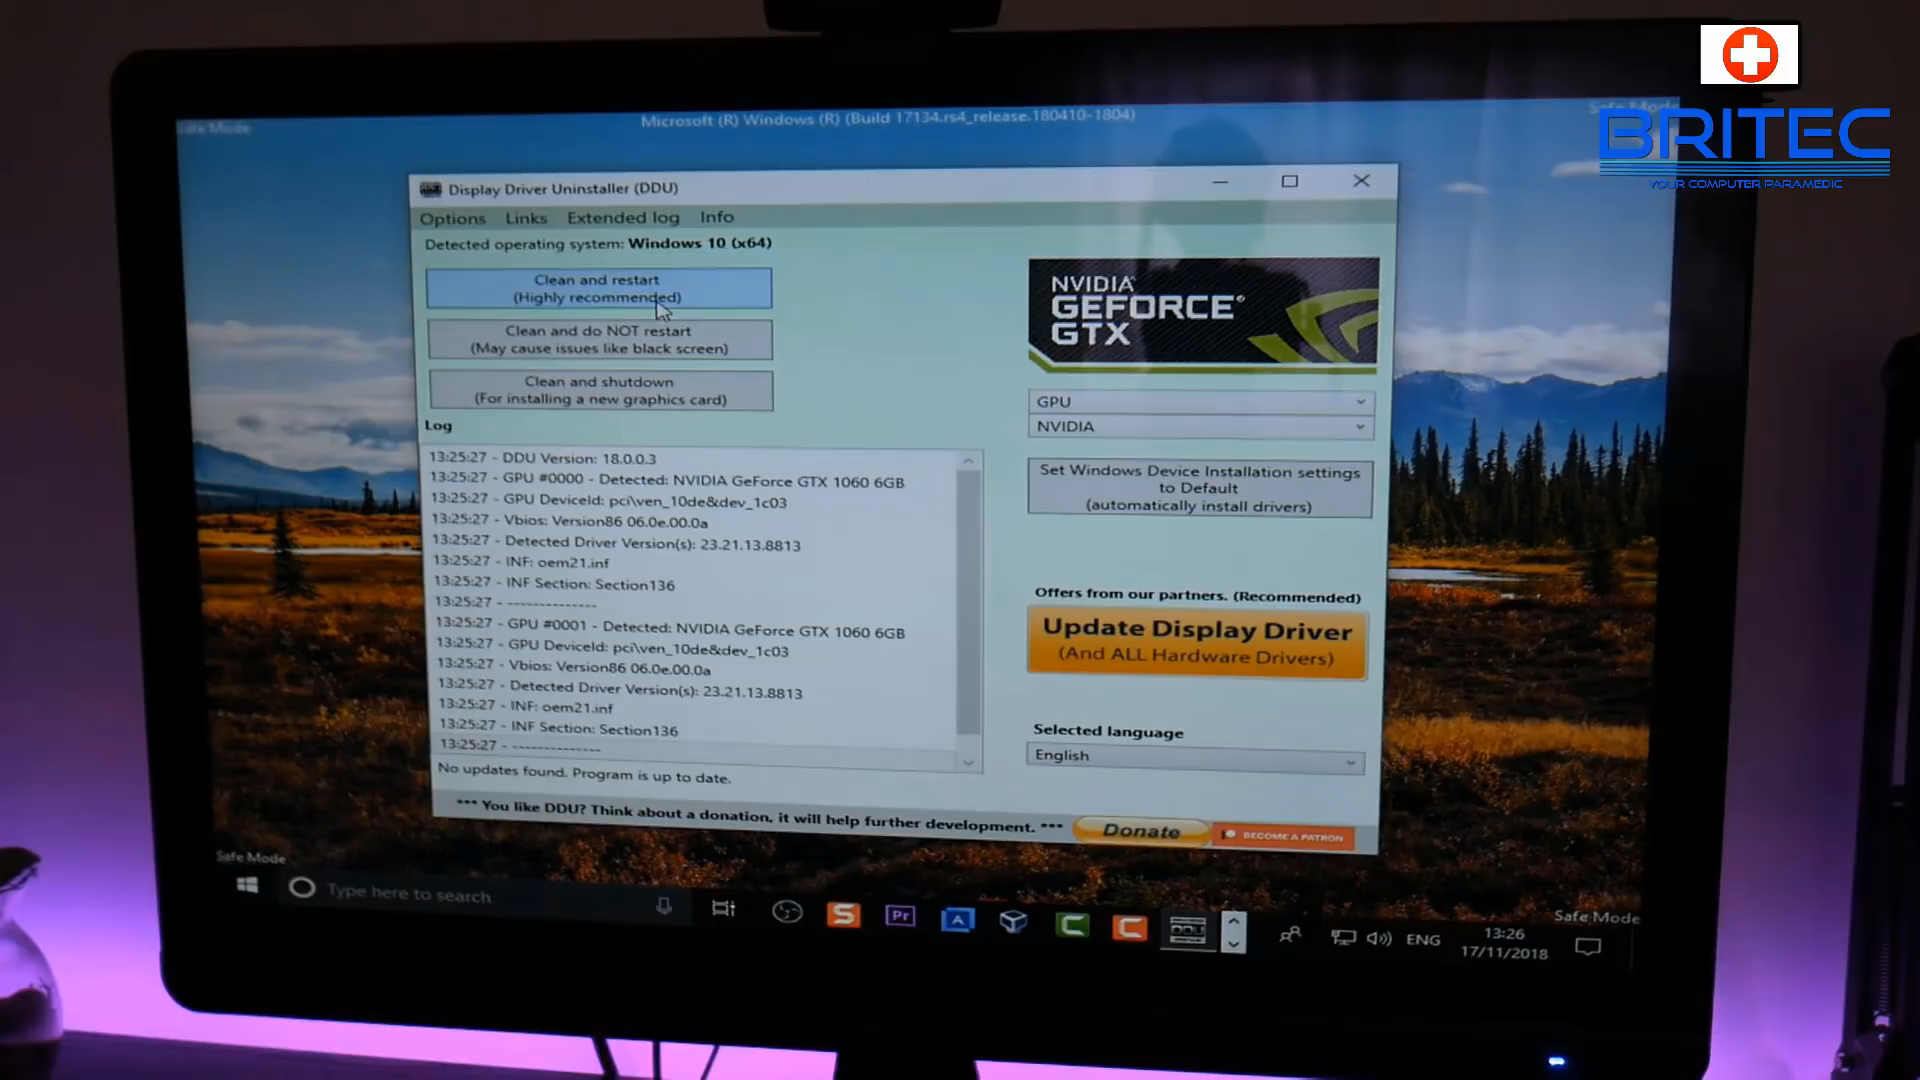 BRITEC
YOUR COMPUTER PARAMEDIC
Safe Mode
Microsoft (R) Windows (R) (Build 17134.rs4_release.180410-1804)
Safe Mode
Display Driver Uninstaller (DDU)
Options Links Extended log Info
Detected operating system: Windows 10 (x64)
Clean and restart
(Highly recommended)
Clean and do NOT restart
(May cause issues like black screen)
Clean and shutdown
(For installing a new graphics card)
NVIDIA
GEFORCE®
GTX
GPU
NVIDIA
Set Windows Device Installation settings
to Default
(automatically install drivers)
Log
13:25:27 - DDU Version: 18.0.0.3
13:25:27 - GPU #0000 - Detected: NVIDIA GeForce GTX 1060 6GB
13:25:27 - GPU DeviceId: pci\ven_10de&dev_1c03
13:25:27 - Vbios: Version86 06.0e.00.0a
13:25:27 - Detected Driver Version(s): 23.21.13.8813
13:25:27 - INF: oem21.inf
13:25:27 - INF Section: Section136
13:25:27 - --------------
13:25:27 - GPU #0001 - Detected: NVIDIA GeForce GTX 1060 6GB
13:25:27 - GPU DeviceId: pci\ven_10de&dev_1c03
13:25:27 - Vbios: Version86 06.0e.00.0a
13:25:27 - Detected Driver Version(s): 23.21.13.8813
13:25:27 - INF: oem21.inf
13:25:27 - INF Section: Section136
13:25:27 - --------------
No updates found. Program is up to date.
Offers from our partners. (Recommended)
Update Display Driver
(And ALL Hardware Drivers)
Selected language
English
*** You like DDU? Think about a donation, it will help further development. ***
Donate
BECOME A PATRON
Safe Mode
Safe Mode
Type here to search
S
Pr
A
C
C
DDU
ENG
13:26
17/11/2018